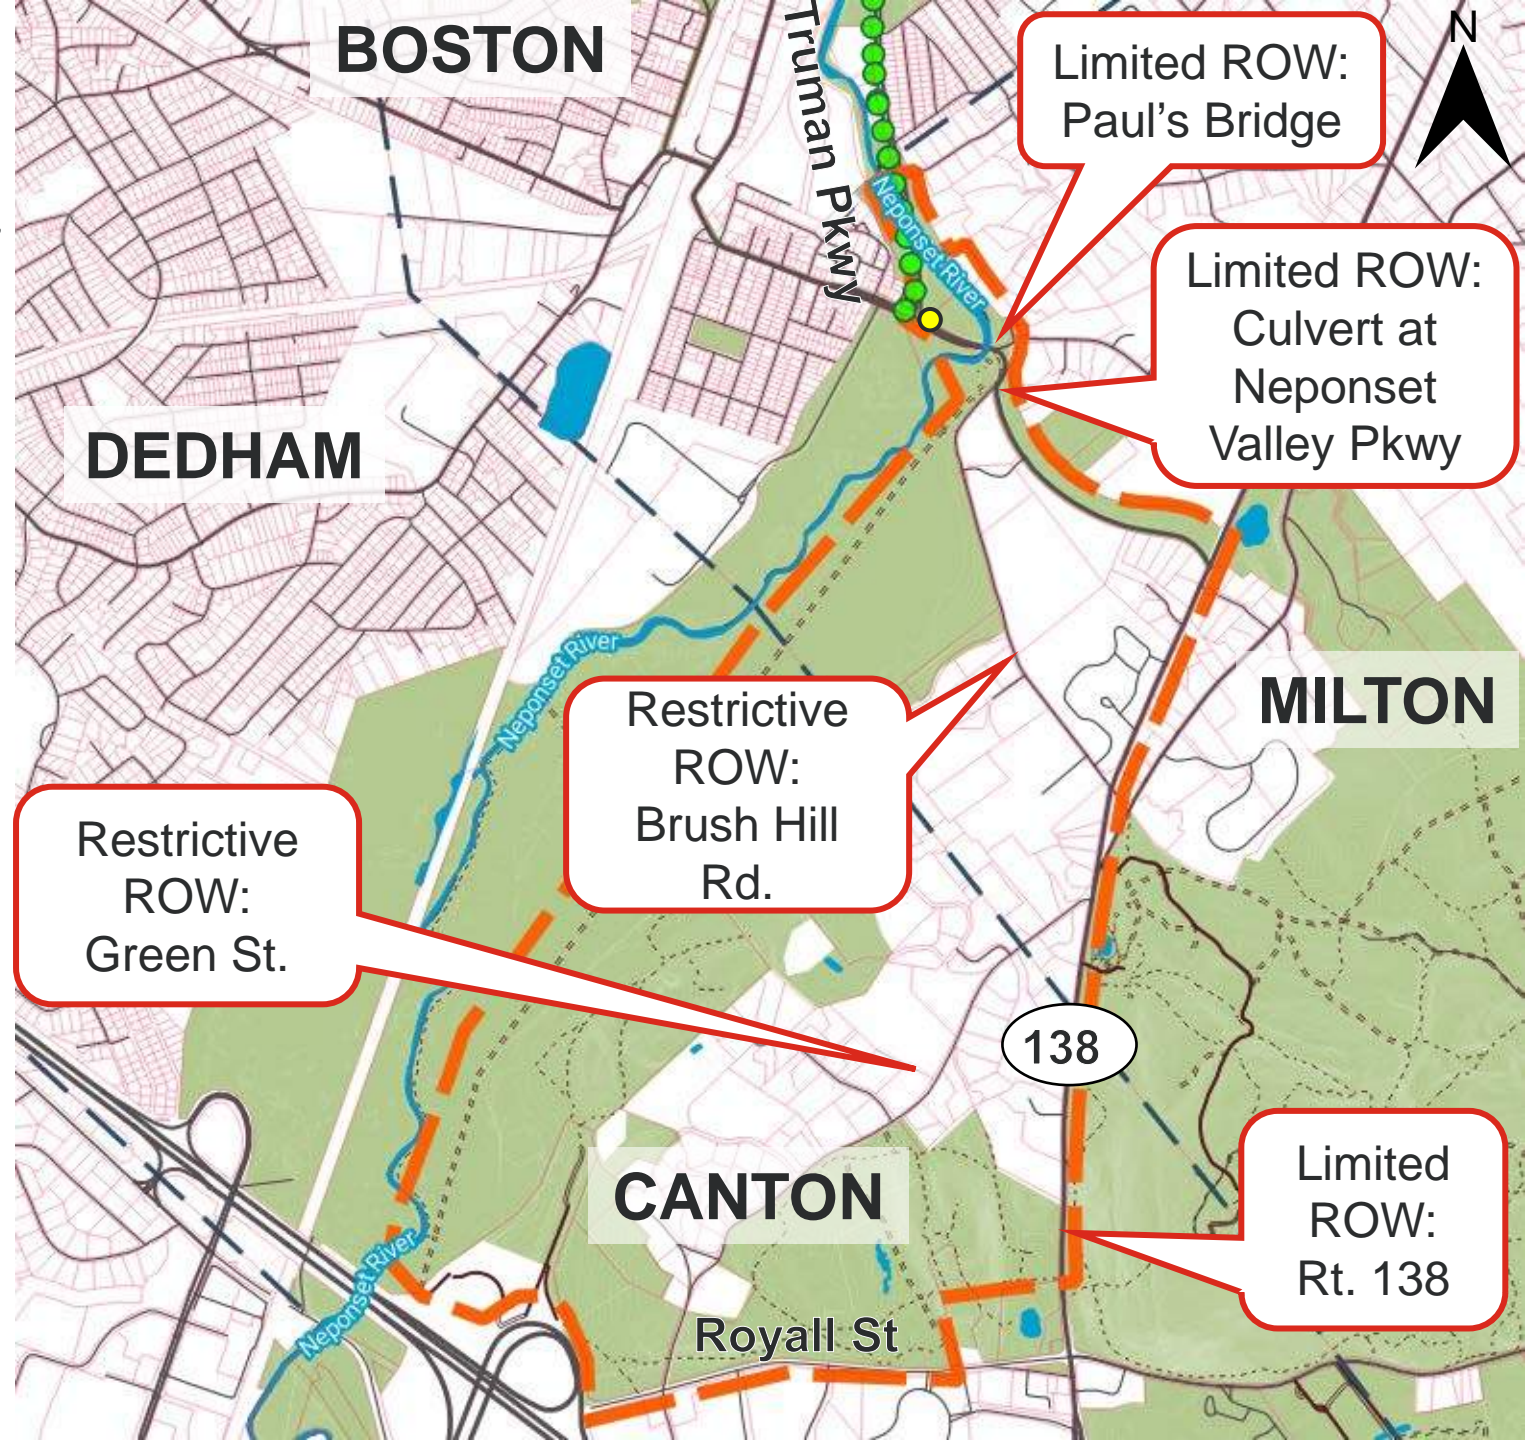 BOSTON
Truman Pkwy
Limited ROW:
Paul's Bridge
N
Neponset River
Limited ROW:
Culvert at
Neponset
Valley Pkwy
DEDHAM
Neponset River
MILTON
Restrictive
ROW:
Brush Hill
Rd.
Restrictive
ROW:
Green St.
138
CANTON
Limited
ROW:
Rt. 138
Neponset River
Royall St